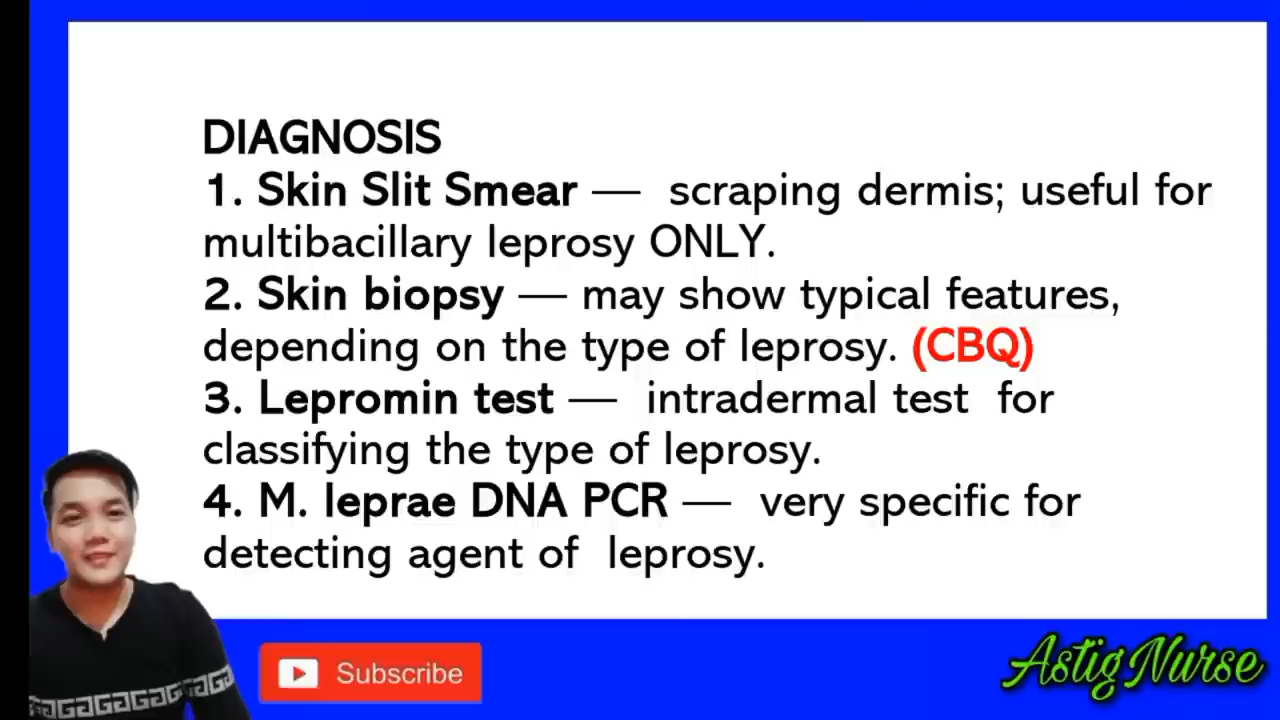 DIAGNOSIS
1. Skin Slit Smear — scraping dermis; useful for
multibacillary leprosy ONLY.
2. Skin biopsy — may show typical features,
depending on the type of leprosy. (CBQ)
3. Lepromin test — intradermal test for
classifying the type of leprosy.
4. M. leprae DNA PCR — very specific for
detecting agent of leprosy.
Subscribe
Astig Nurse